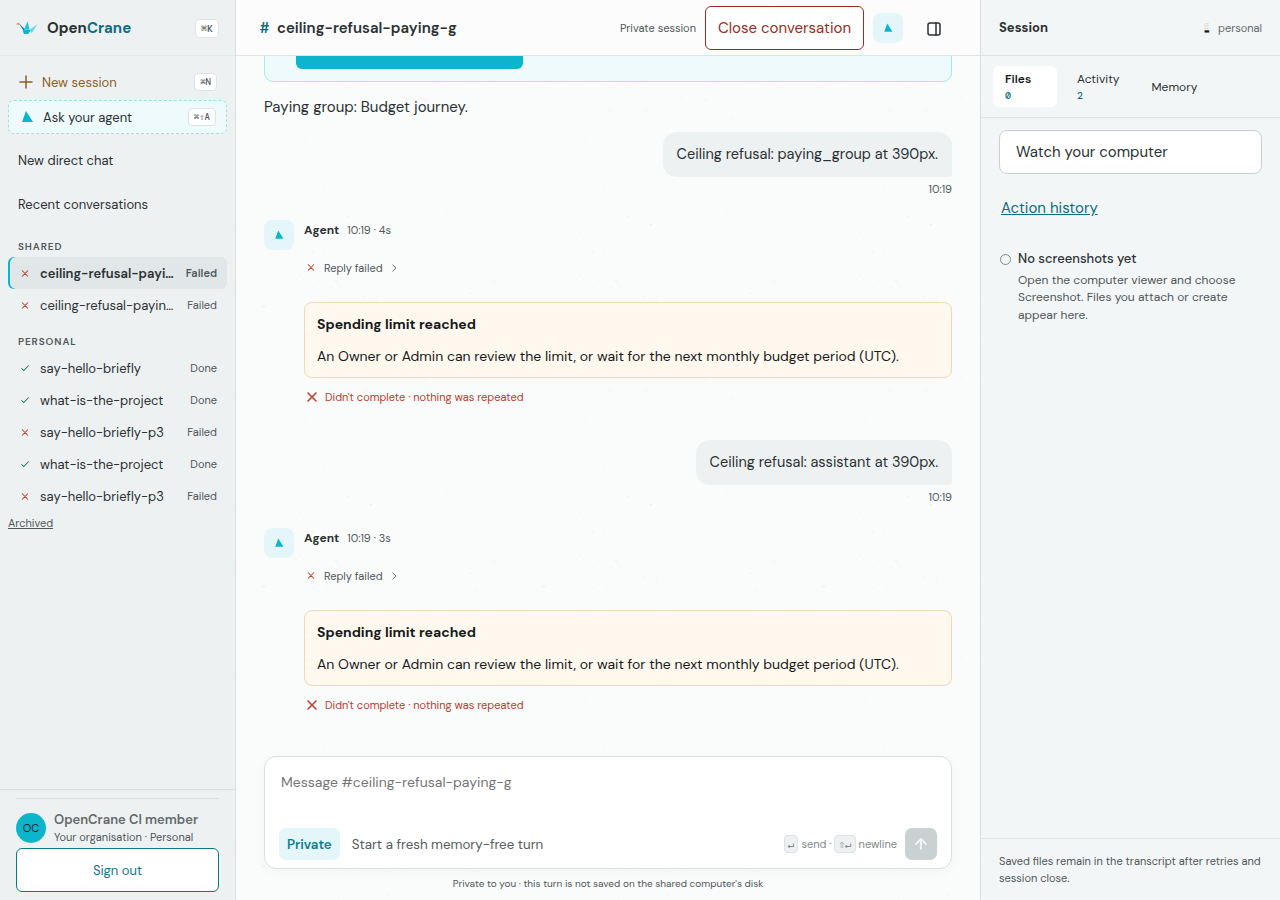 OpenCrane
⌘K
New session
⌘N
Ask your agent
⌘⇧A
New direct chat
Recent conversations
SHARED
ceiling-refusal-payi... Failed
ceiling-refusal-payin... Failed
PERSONAL
say-hello-briefly Done
what-is-the-project Done
say-hello-briefly-p3 Failed
what-is-the-project Done
say-hello-briefly-p3 Failed
Archived
OC
OpenCrane CI member
Your organisation · Personal
Sign out
# ceiling-refusal-paying-g
Private session
Close conversation
Paying group: Budget journey.
Ceiling refusal: paying_group at 390px.
10:19
Agent 10:19 · 4s
Reply failed
Spending limit reached
An Owner or Admin can review the limit, or wait for the next monthly budget period (UTC).
Didn't complete · nothing was repeated
Ceiling refusal: assistant at 390px.
10:19
Agent 10:19 · 3s
Reply failed
Spending limit reached
An Owner or Admin can review the limit, or wait for the next monthly budget period (UTC).
Didn't complete · nothing was repeated
Message #ceiling-refusal-paying-g
Private
Start a fresh memory-free turn
↵ send · ⇧↵ newline
Private to you · this turn is not saved on the shared computer's disk
Session
personal
Files
0
Activity
2
Memory
Watch your computer
Action history
No screenshots yet
Open the computer viewer and choose
Screenshot. Files you attach or create
appear here.
Saved files remain in the transcript after retries and
session close.